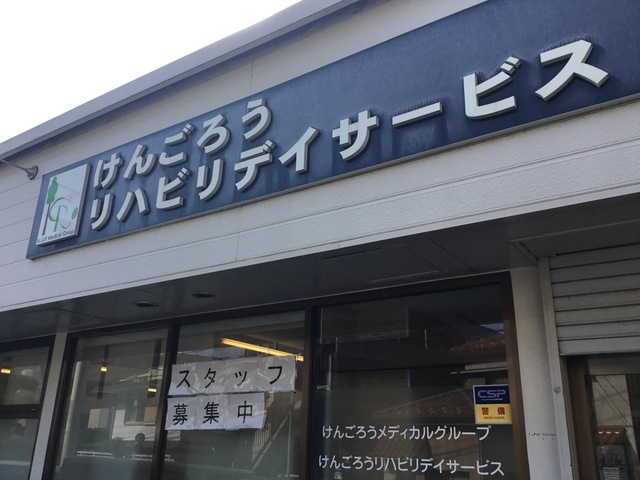 けんごろう
リハビリデイサービス
スタッフ
募集中
CSP
警備
けんごろうメディカルグループ
けんごろうリハビリデイサービス